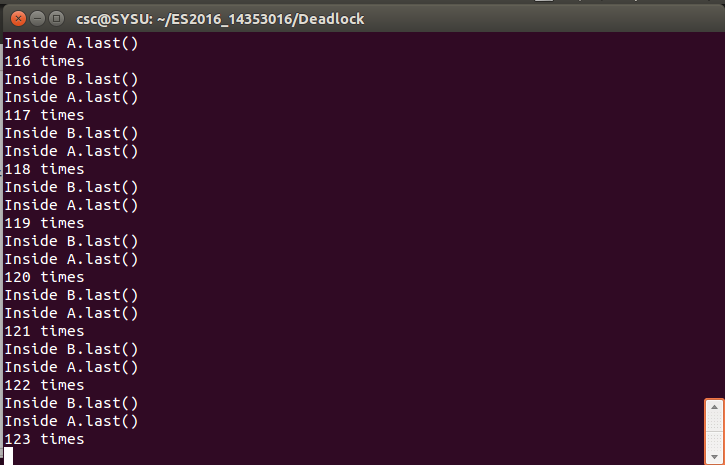 csc@SYSU: ~/ES2016_14353016/Deadlock
Inside A.last()
116 times
Inside B.last()
Inside A.last()
117 times
Inside B.last()
Inside A.last()
118 times
Inside B.last()
Inside A.last()
119 times
Inside B.last()
Inside A.last()
120 times
Inside B.last()
Inside A.last()
121 times
Inside B.last()
Inside A.last()
122 times
Inside B.last()
Inside A.last()
123 times